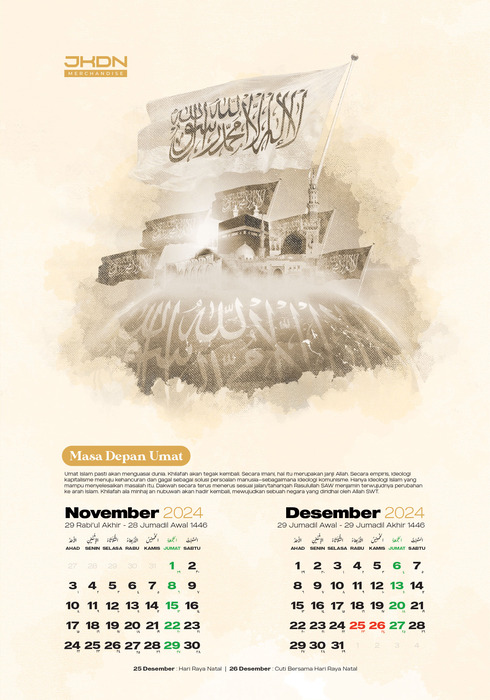 JKDN
MERCHANDISE
لا إله إلا الله محمد رسول الله
Masa Depan Umat
Umat Islam pasti akan menguasai dunia. Khilafah akan tegak kembali. Secara imani, hal itu merupakan janji Allah. Secara empiris, ideologi
kapitalisme menuju kehancuran dan gagal sebagai solusi persoalan manusia–sebagaimana ideologi komunisme. Hanya ideologi Islam yang
mampu menyelesaikan masalah itu. Dakwah secara terus menerus sesuai jalan/thariqah Rasulullah SAW menjamin terwujudnya perubahan
ke arah Islam. Khilafah ala minhajan nubuwah akan hadir kembali, mewujudkan sebuah negara yang diridhai oleh Allah SWT.
November 2024
29 Rabi'ul Akhir - 28 Jumadil Awal 1446
AHAD SENIN SELASA RABU KAMIS JUMAT SABTU
27 28 29 30 31 1 2
3 4 5 6 7 8 9
10 11 12 13 14 15 16
17 18 19 20 21 22 23
24 25 26 27 28 29 30
Desember 2024
29 Jumadil Awal - 29 Jumadil Akhir 1446
AHAD SENIN SELASA RABU KAMIS JUMAT SABTU
1 2 3 4 5 6 7
8 9 10 11 12 13 14
15 16 17 18 19 20 21
22 23 24 25 26 27 28
29 30 31 1 2 3 4
25 Desember : Hari Raya Natal | 26 Desember : Cuti Bersama Hari Raya Natal